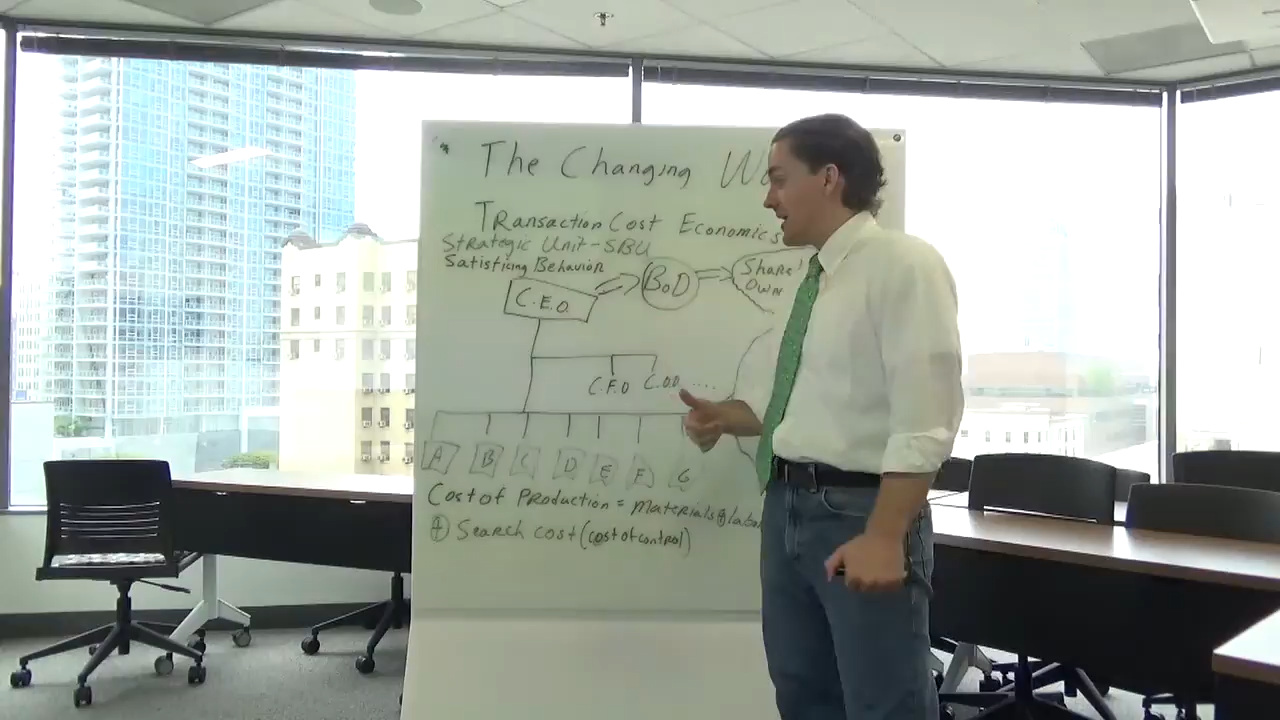 The Changing
Transaction Cost Economics
Strategic Unit - SBU
Satisficing Behavior
C.E.O.
BOD
Share
Own
C.F.O C.O.O ....
A B C D E F G
Cost of Production = Materials & labor
+ Search cost (cost of control)